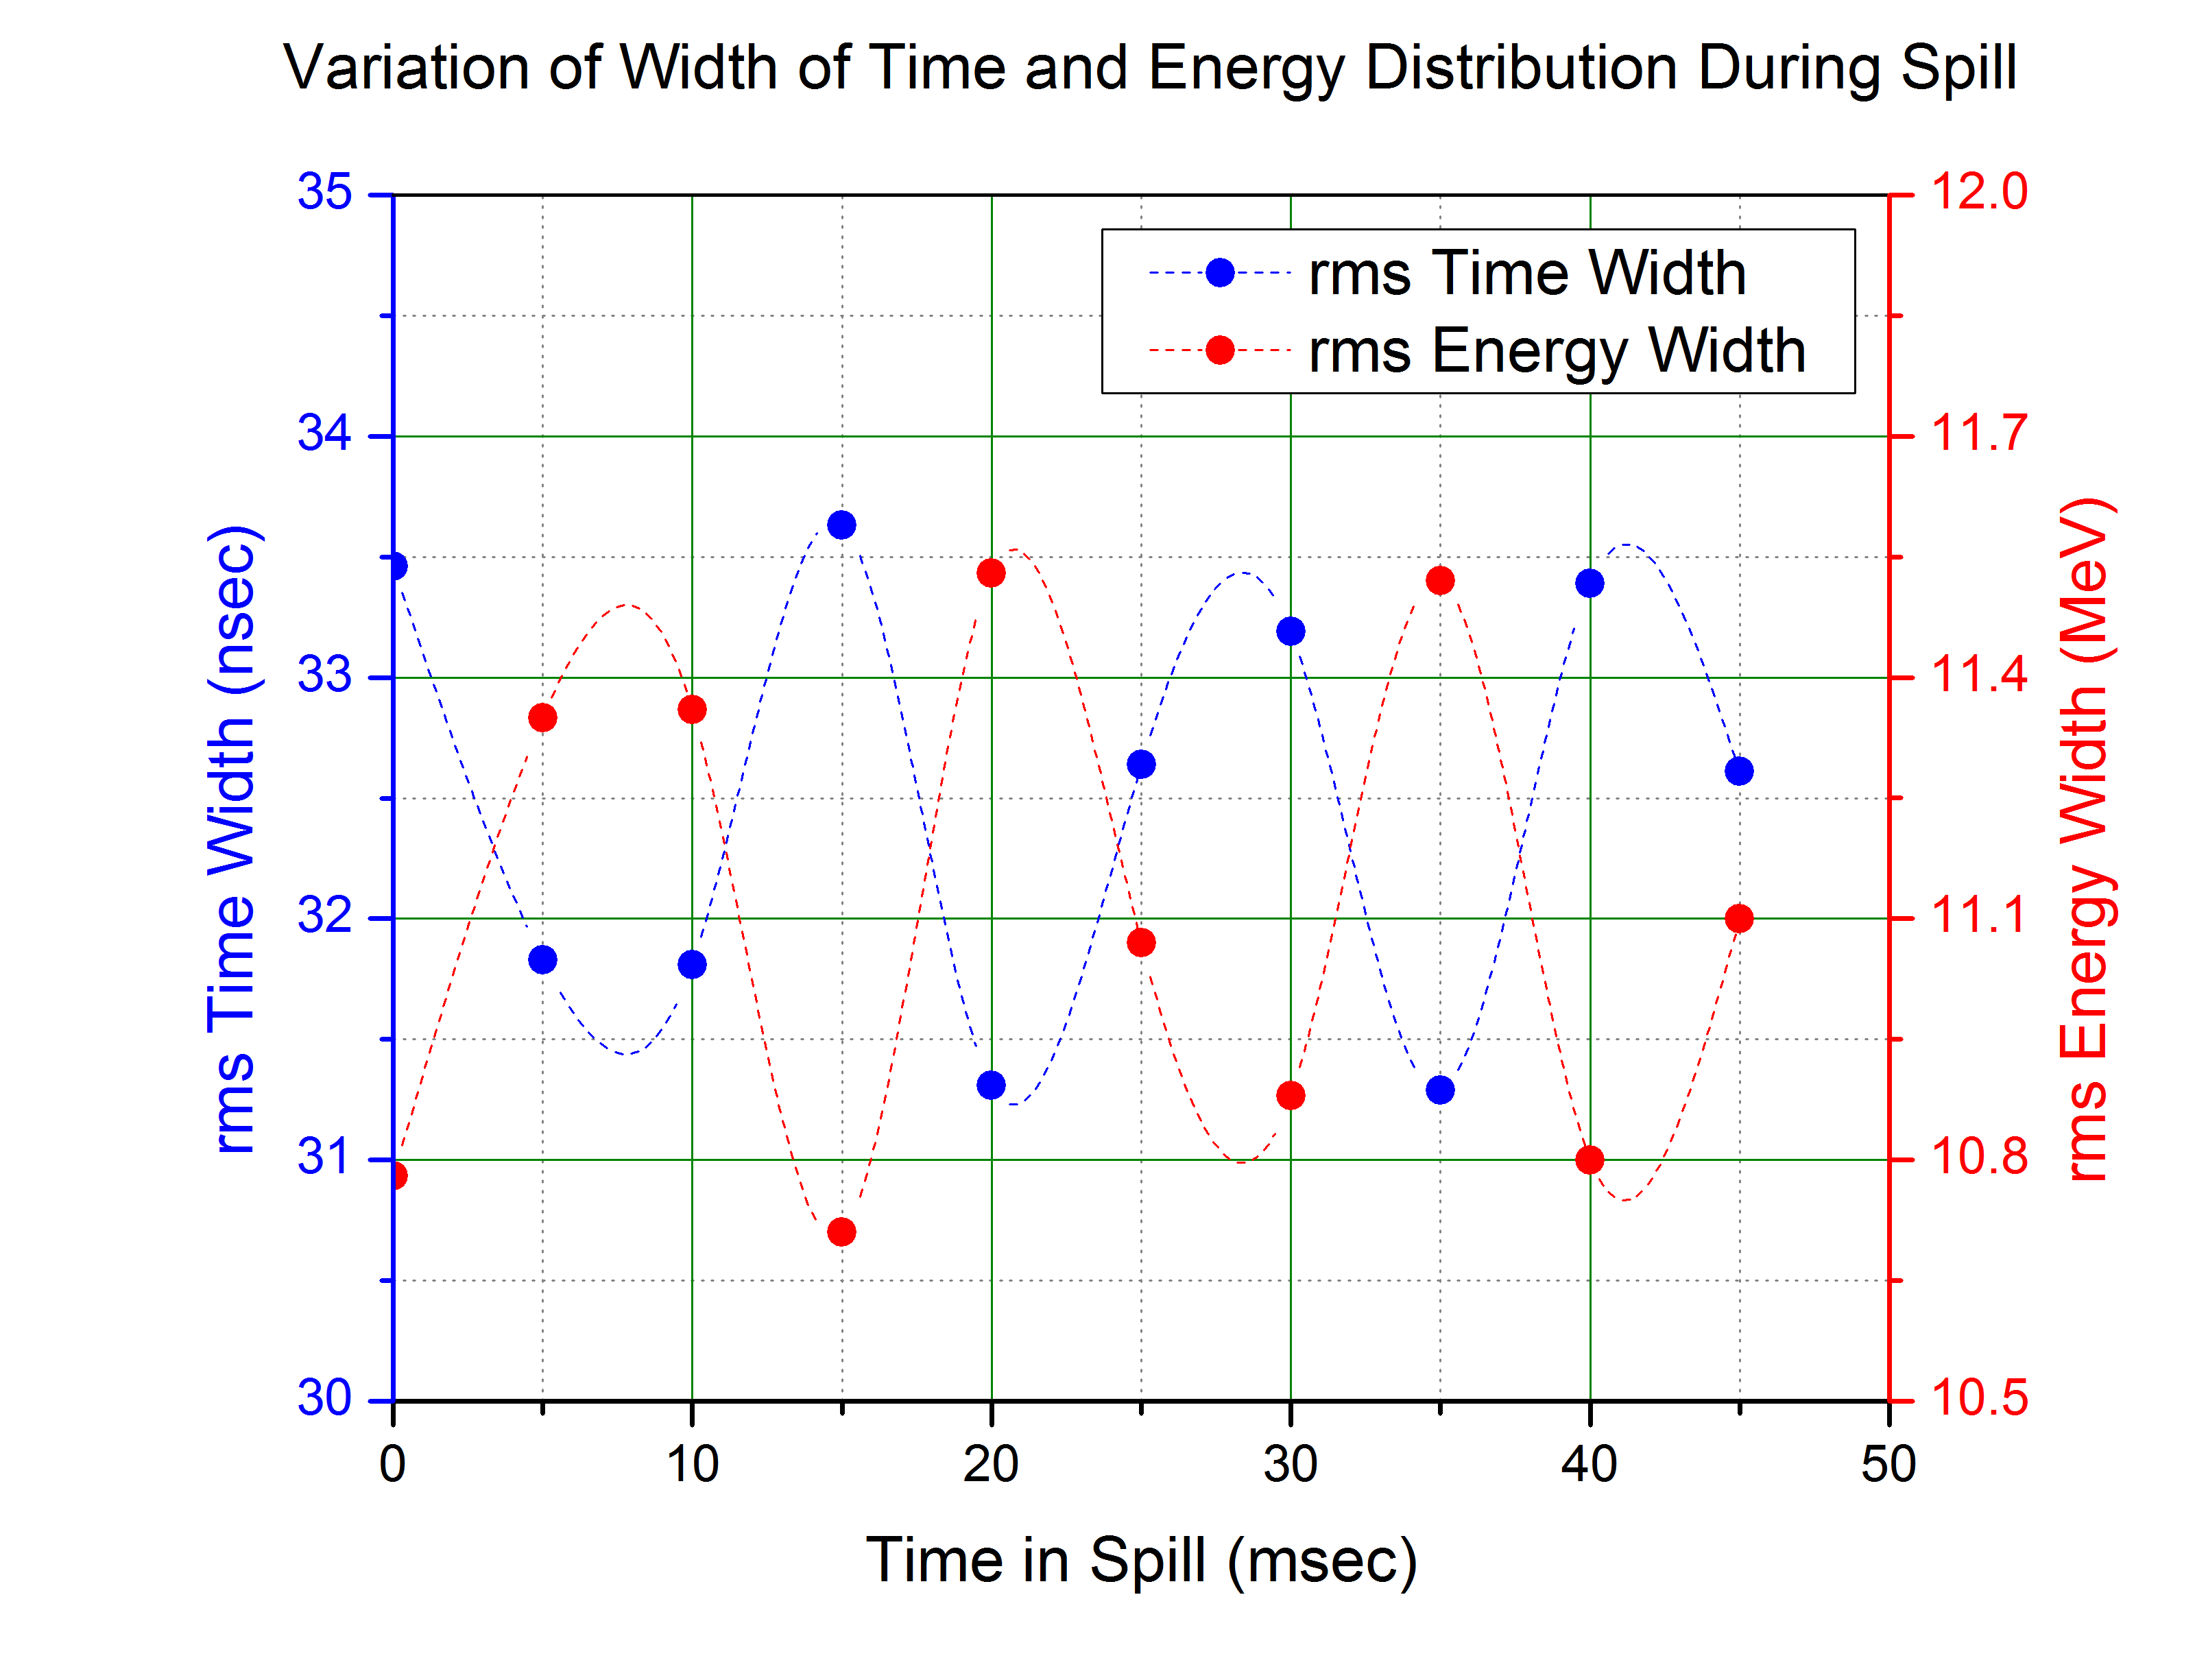 Variation of Width of Time and Energy Distribution During Spill
rms Time Width
rms Energy Width
35
34
33
32
31
30
rms Time Width (nsec)
12.0
11.7
11.4
11.1
10.8
10.5
rms Energy Width (MeV)
0 10 20 30 40 50
Time in Spill (msec)